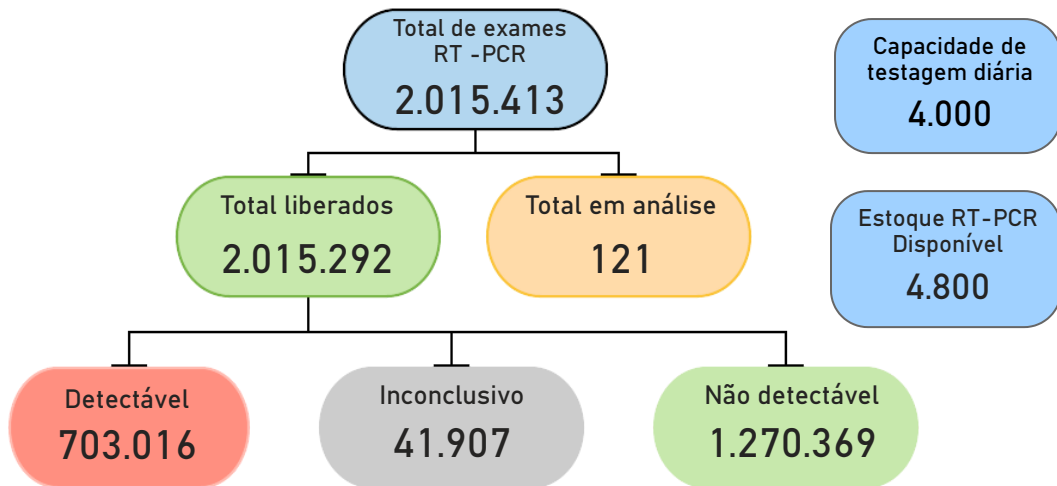 Total de exames
RT -PCR
2.015.413
Capacidade de
testagem diária
4.000
Total liberados
2.015.292
Total em análise
121
Estoque RT-PCR
Disponível
4.800
Detectável
703.016
Inconclusivo
41.907
Não detectável
1.270.369